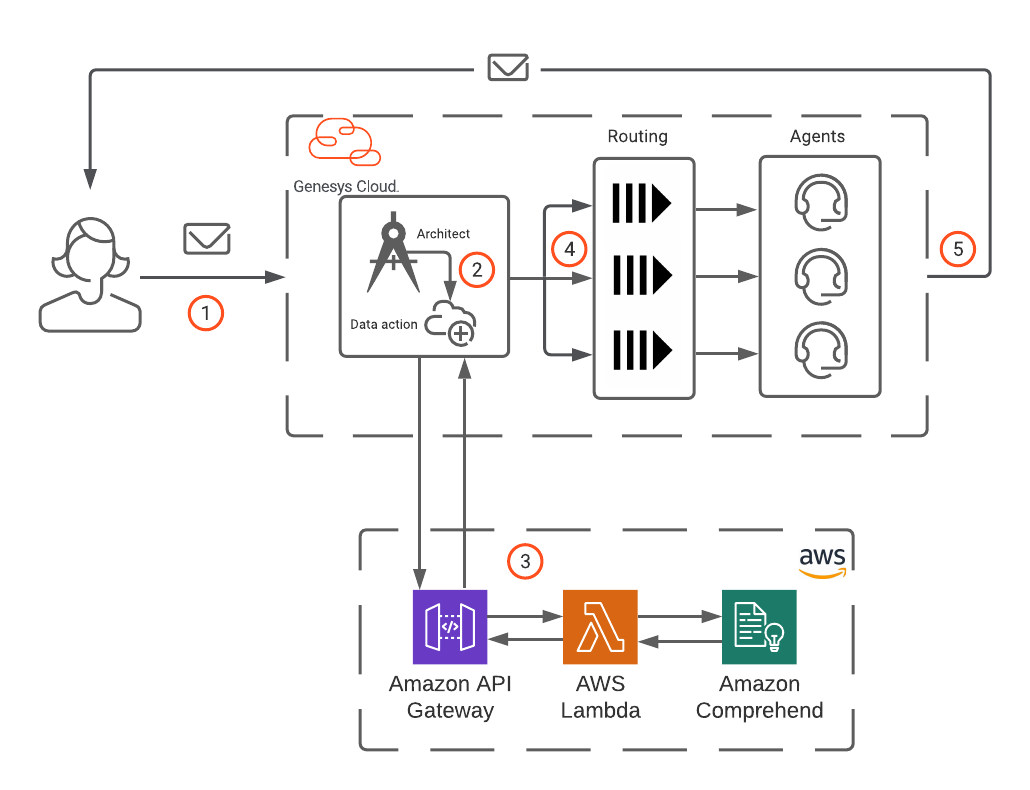 Routing
Agents
Genesys Cloud.
Architect
2
4
5
1
Data action
3
aws
</>
Amazon API
Gateway
AWS
Lambda
Amazon
Comprehend